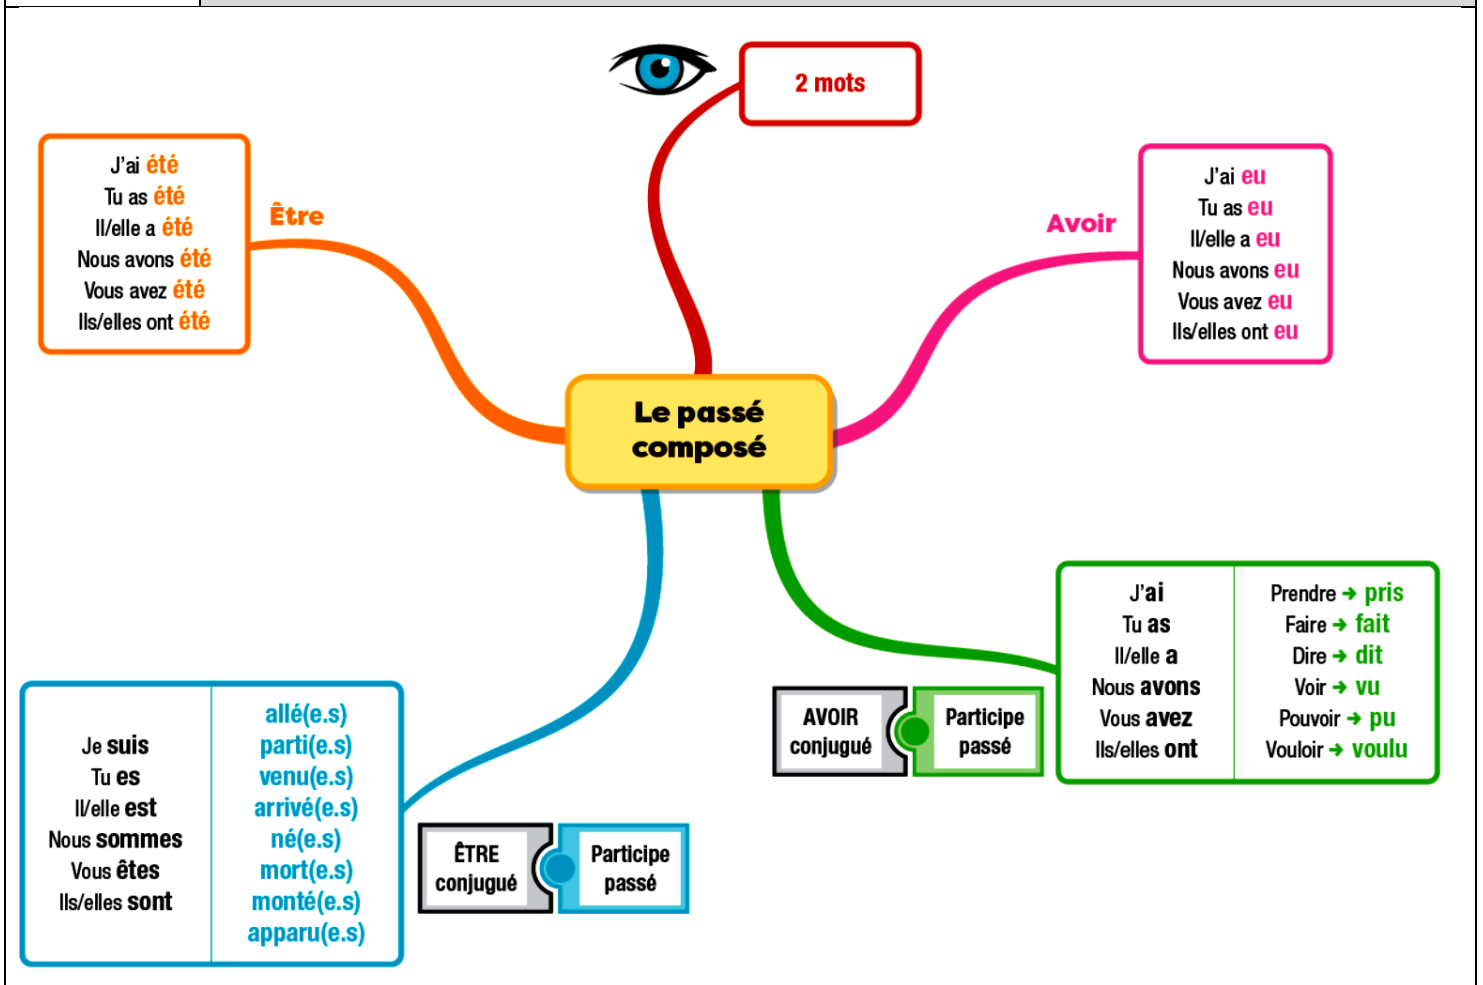 2 mots
J'ai été
Tu as été
Il/elle a été
Nous avons été
Vous avez été
Ils/elles ont été
Être
Avoir
J'ai eu
Tu as eu
Il/elle a eu
Nous avons eu
Vous avez eu
Ils/elles ont eu
Le passé
composé
Je suis
Tu es
Il/elle est
Nous sommes
Vous êtes
Ils/elles sont
allé(e.s)
parti(e.s)
venu(e.s)
arrivé(e.s)
né(e.s)
mort(e.s)
monté(e.s)
apparu(e.s)
ÊTRE
conjugué
Participe
passé
AVOIR
conjugué
Participe
passé
J'ai
Tu as
Il/elle a
Nous avons
Vous avez
Ils/elles ont
Prendre → pris
Faire → fait
Dire → dit
Voir → vu
Pouvoir → pu
Vouloir → voulu